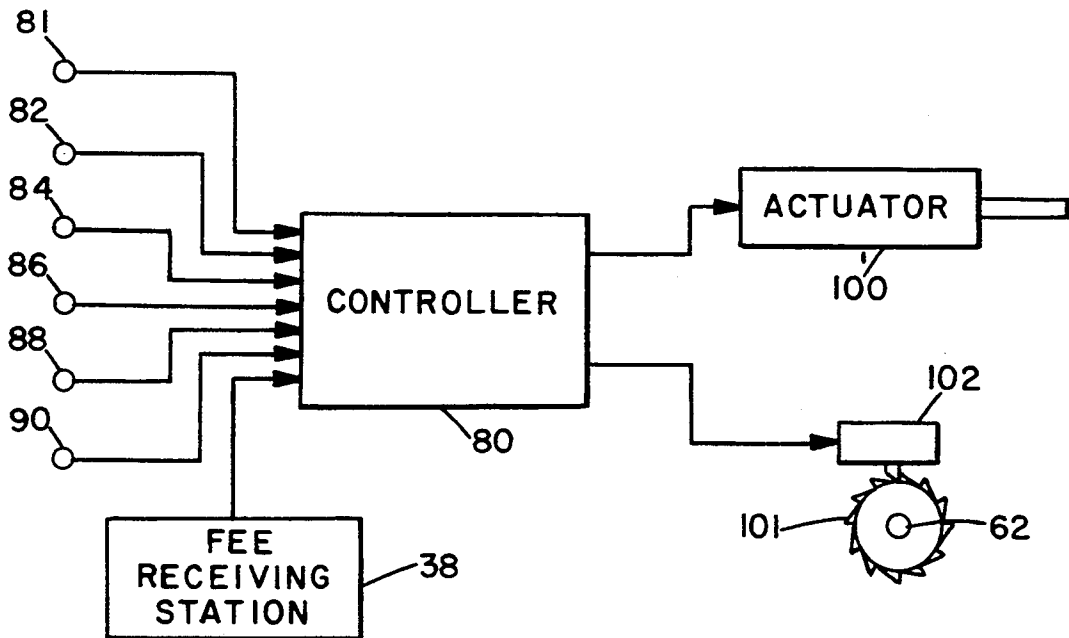 81
82
84
86
88
90
CONTROLLER
80
ACTUATOR
100
102
101
62
FEE
RECEIVING
STATION
38